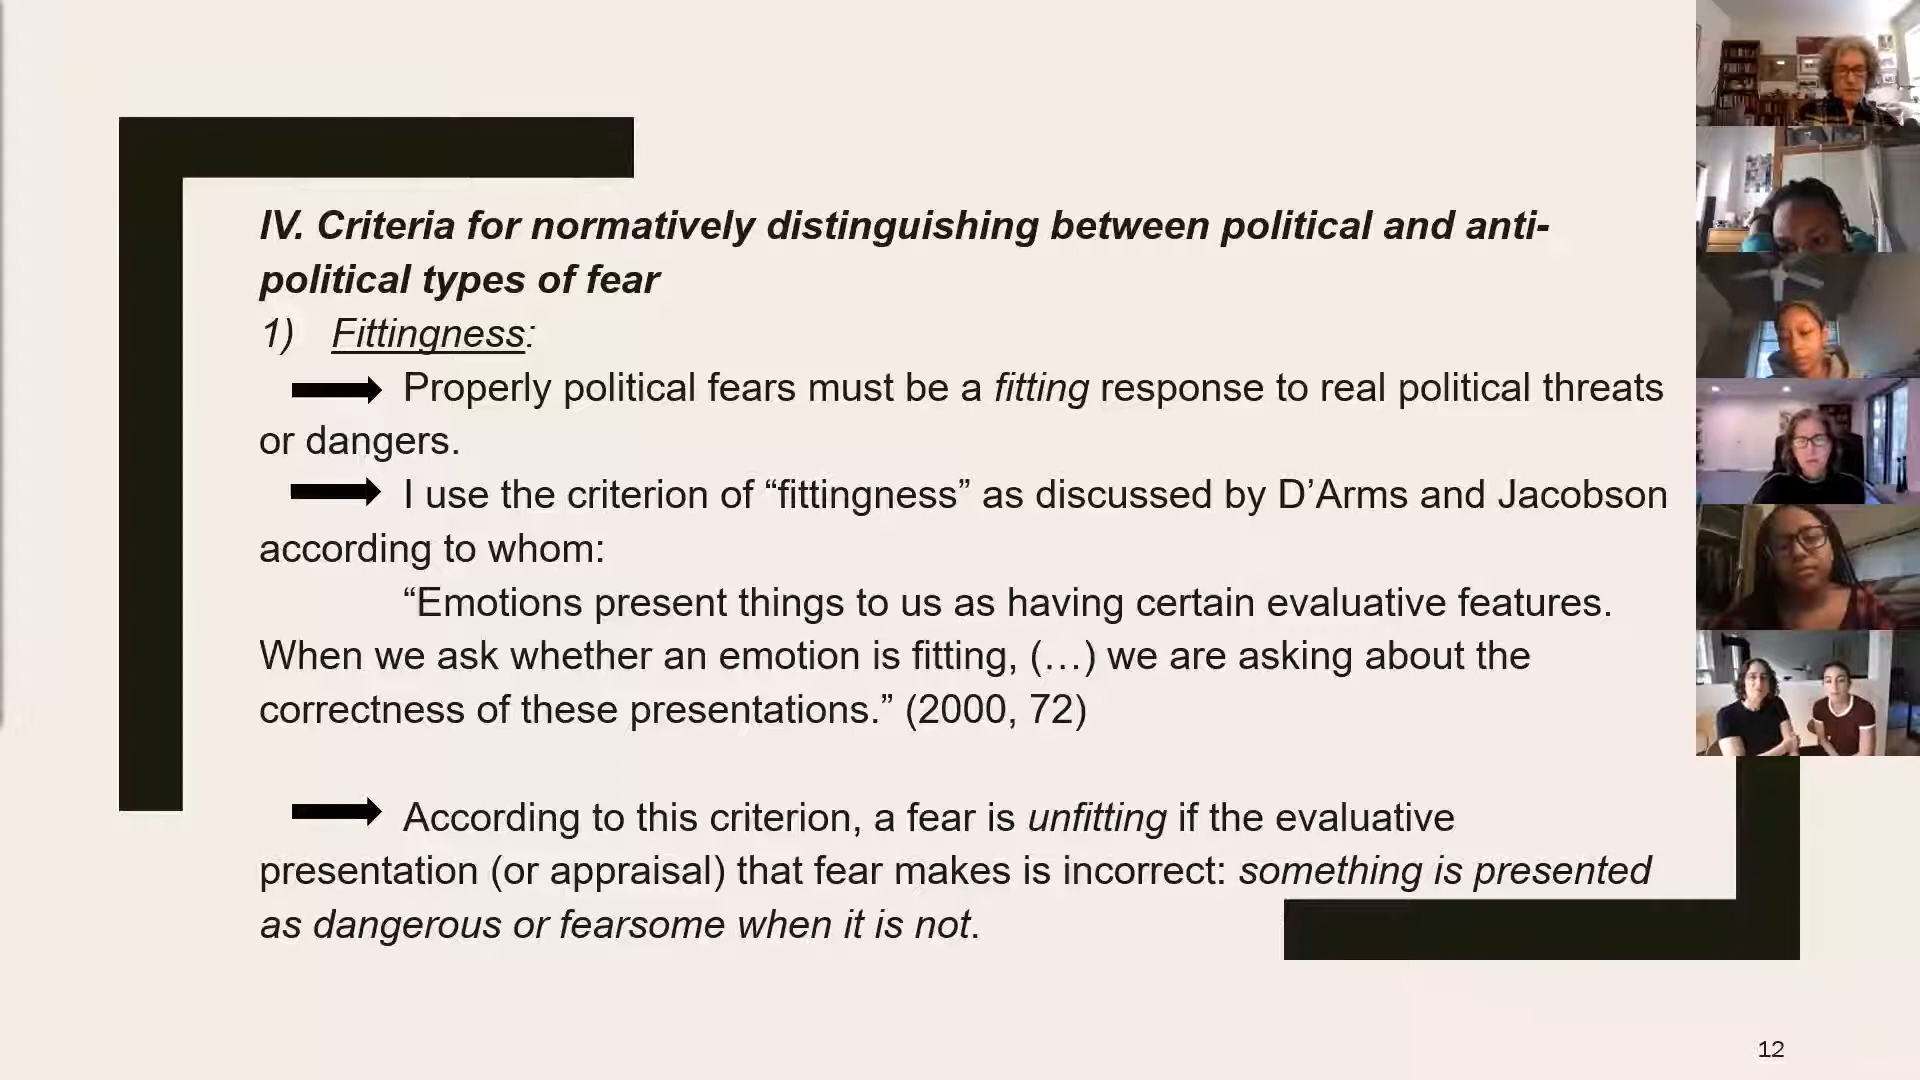 IV. Criteria for normatively distinguishing between political and anti-
political types of fear
1) Fittingness:
Properly political fears must be a fitting response to real political threats
or dangers.
I use the criterion of “fittingness” as discussed by D’Arms and Jacobson
according to whom:
“Emotions present things to us as having certain evaluative features.
When we ask whether an emotion is fitting, (…) we are asking about the
correctness of these presentations.” (2000, 72)
According to this criterion, a fear is unfitting if the evaluative
presentation (or appraisal) that fear makes is incorrect: something is presented
as dangerous or fearsome when it is not.
12